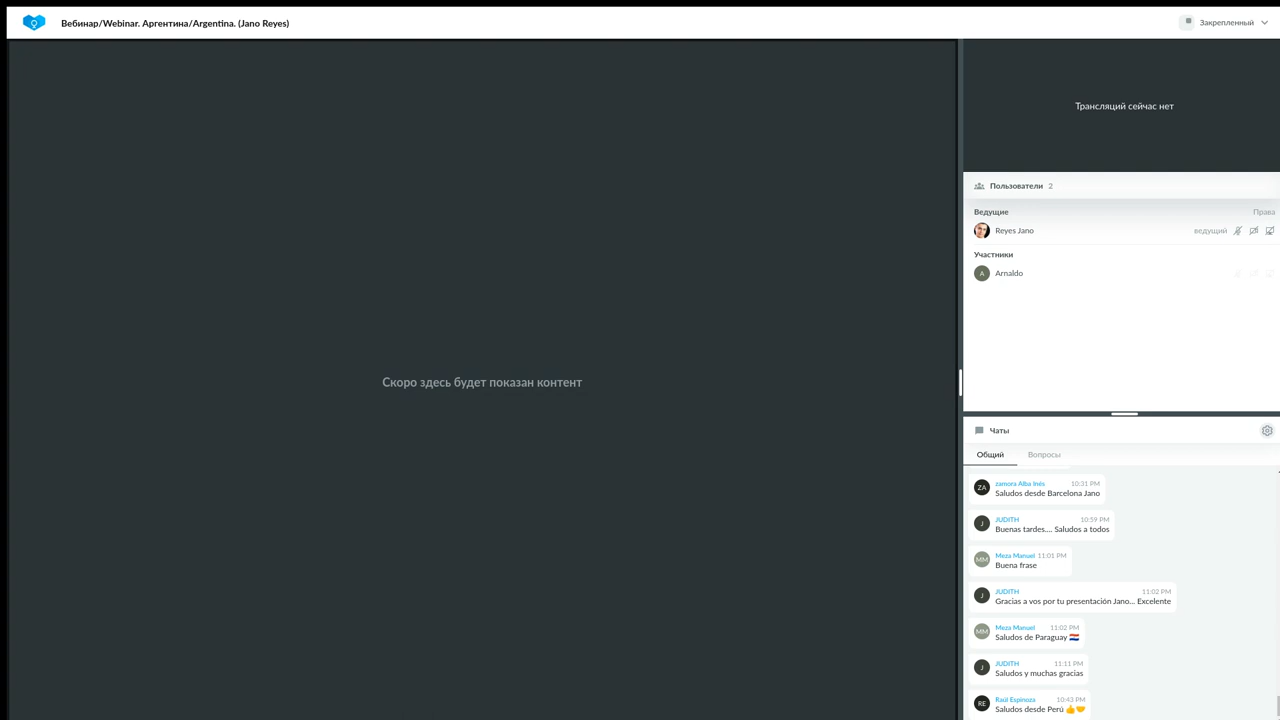 Вебинар/Webinar. Аргентина/Argentina. (Jano Reyes)
Закрепленный
Трансляций сейчас нет
Скоро здесь будет показан контент
Пользователи 2
Ведущие Права
Reyes Jano ведущий
Участники
A Arnaldo
Чаты
Общий Вопросы
ZA zamora Alba Inés 10:31 PM
Saludos desde Barcelona Jano
J JUDITH 10:59 PM
Buenas tardes.... Saludos a todos
MM Meza Manuel 11:01 PM
Buena frase
J JUDITH 11:02 PM
Gracias a vos por tu presentación Jano... Excelente
MM Meza Manuel 11:02 PM
Saludos de Paraguay 🇵🇾
J JUDITH 11:11 PM
Saludos y muchas gracias
RE Raúl Espinoza 10:43 PM
Saludos desde Perú 👍🤝